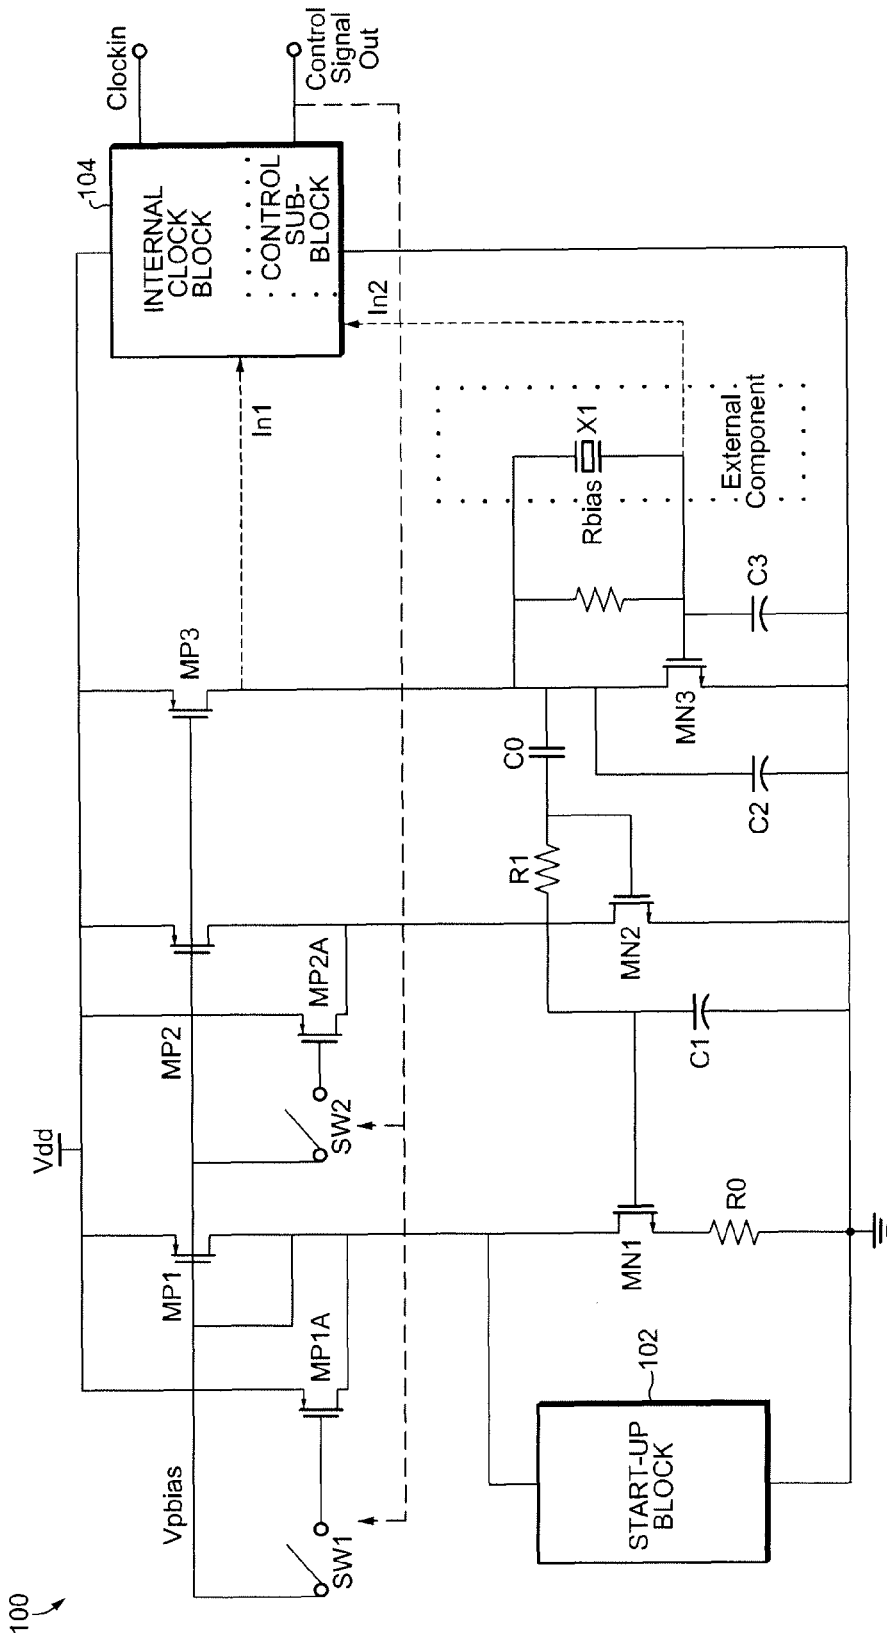 100
Vdd
Vpbias
MP1
MP1A
SW1
MP2
MP2A
SW2
MP3
In1
In2
104
INTERNAL
CLOCK
BLOCK
CONTROL
SUB-
BLOCK
Clockin
Control
Signal
Out
START-UP
BLOCK
102
MN1
R0
C1
R1
MN2
C0
C2
MN3
C3
Rbias
X1
External
Component